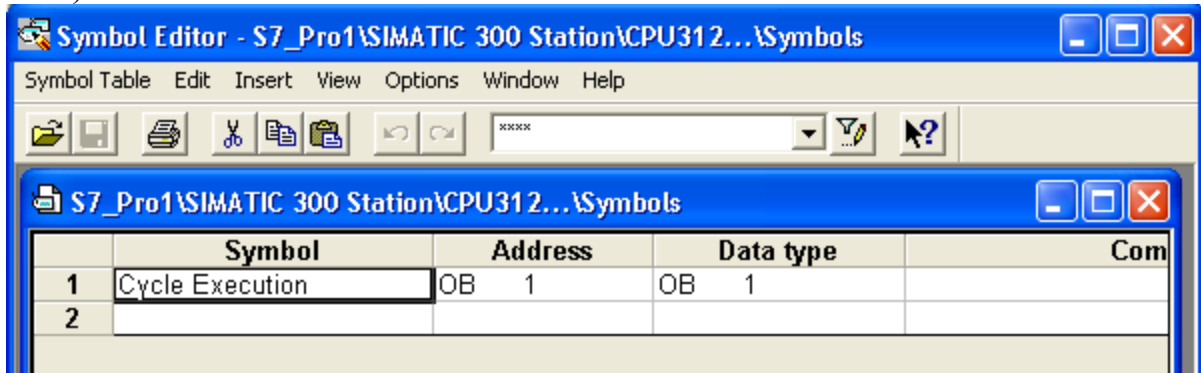 Symbol Editor - S7_Pro1\SIMATIC 300 Station\CPU312...\Symbols
Symbol Table Edit Insert View Options Window Help
****
S7_Pro1\SIMATIC 300 Station\CPU312...\Symbols
Symbol Address Data type Com
1 Cycle Execution OB 1 OB 1
2